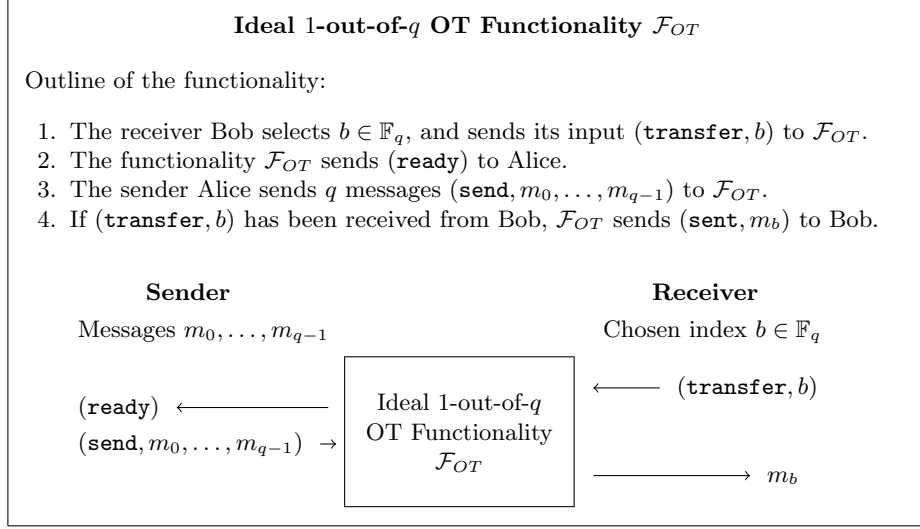 Ideal 1-out-of-q OT Functionality F_OT
Outline of the functionality:
1. The receiver Bob selects b ∈ 𝔽_q, and sends its input (transfer, b) to F_OT.
2. The functionality F_OT sends (ready) to Alice.
3. The sender Alice sends q messages (send, m_0, …, m_{q−1}) to F_OT.
4. If (transfer, b) has been received from Bob, F_OT sends (sent, m_b) to Bob.
Sender
Receiver
Messages m_0, …, m_{q−1}
Chosen index b ∈ 𝔽_q
(transfer, b)
(ready)
(send, m_0, …, m_{q−1})
Ideal 1-out-of-q
OT Functionality
F_OT
m_b